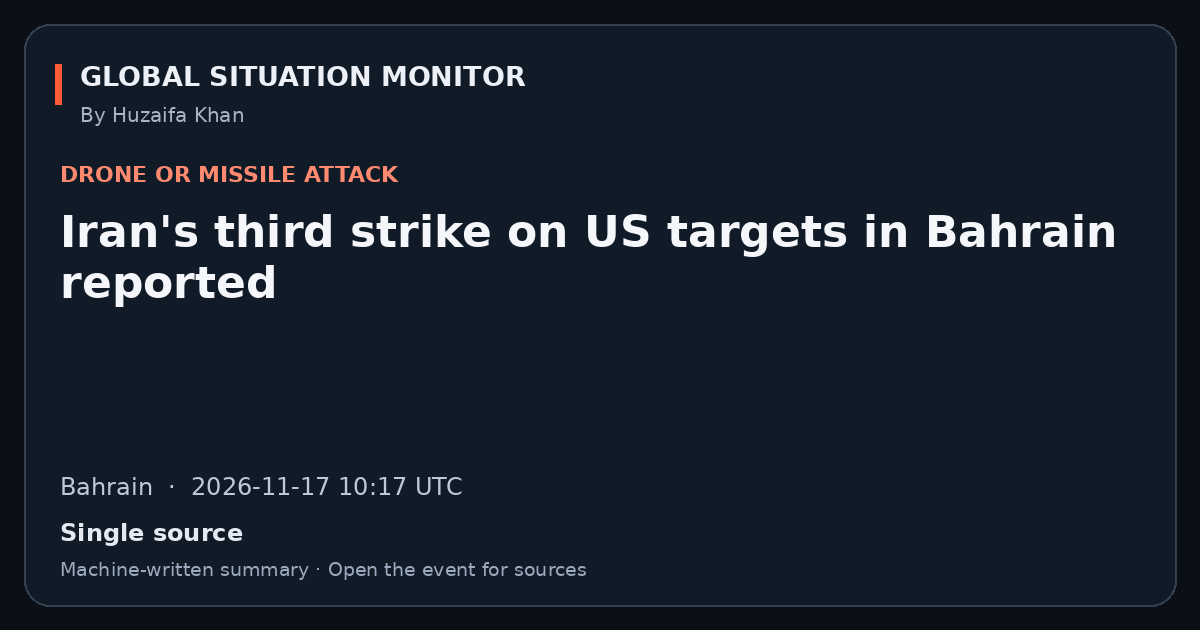 GLOBAL SITUATION MONITOR
By Huzaifa Khan
DRONE OR MISSILE ATTACK
Iran's third strike on US targets in Bahrain
reported
Bahrain · 2026-11-17 10:17 UTC
Single source
Machine-written summary · Open the event for sources